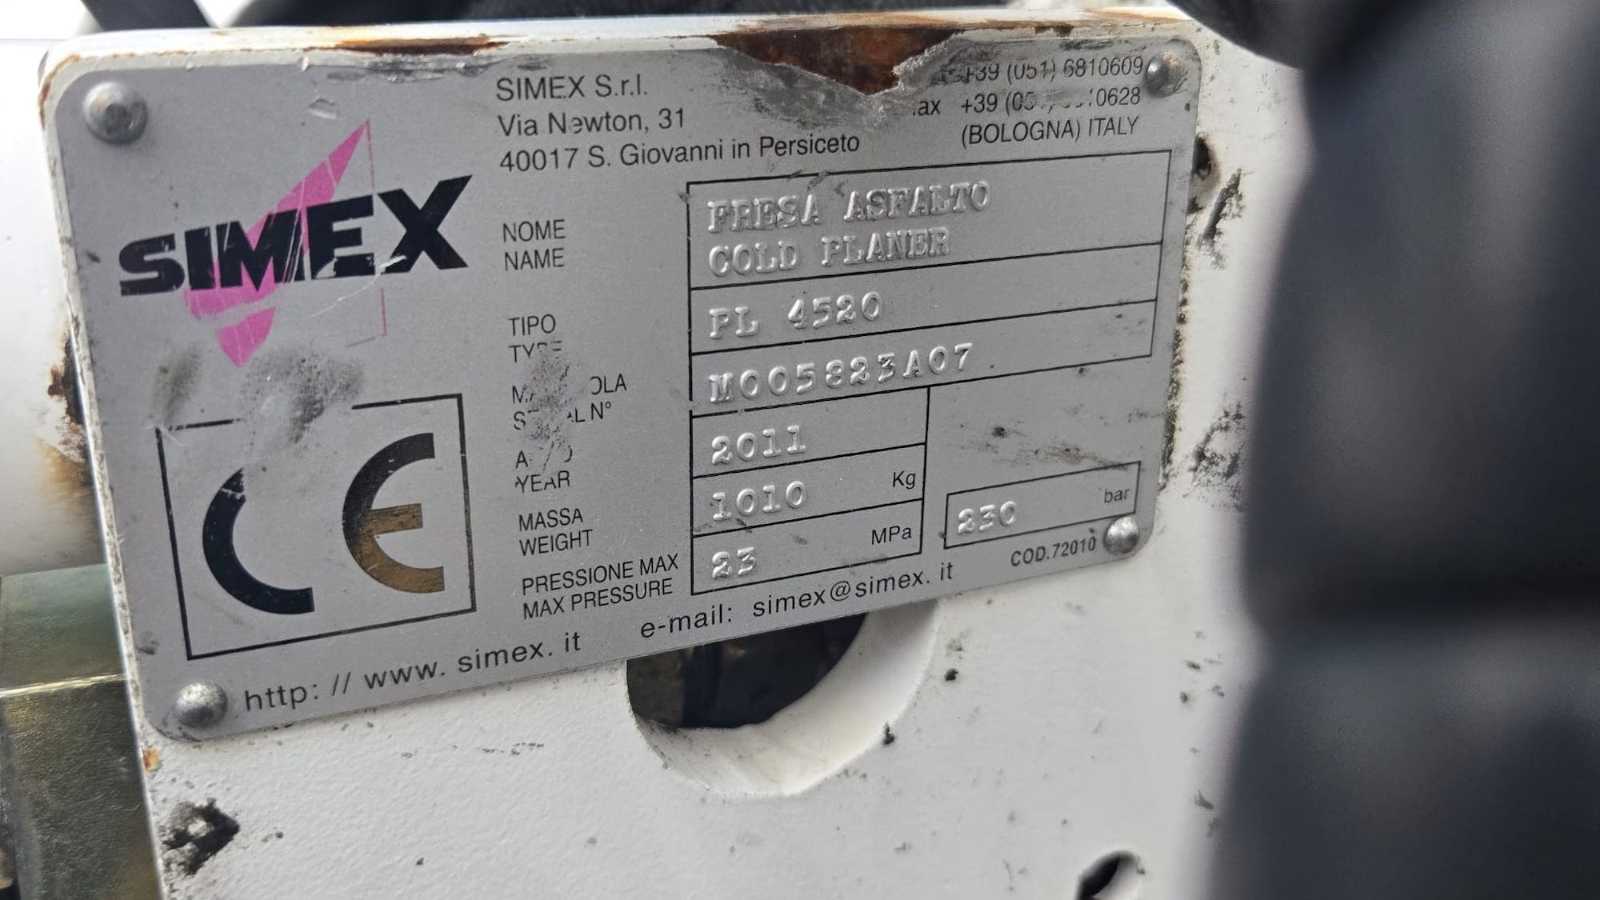 SIMEX S.r.l.
Via Newton, 31
40017 S. Giovanni in Persiceto
+39 (051) 6810609
+39
(BOLOGNA) ITALY
SIMEX
NOME
NAME
FRESA ASFALTO
COLD PLANER
TIPO
PL 4520
M005823A07
N°
YEAR
2011
MASSA
WEIGHT
1010 Kg
PRESSIONE MAX
MAX PRESSURE
23 MPa
230 bar
CE
COD.72010
http: // www. simex. it
e-mail: simex@simex. it